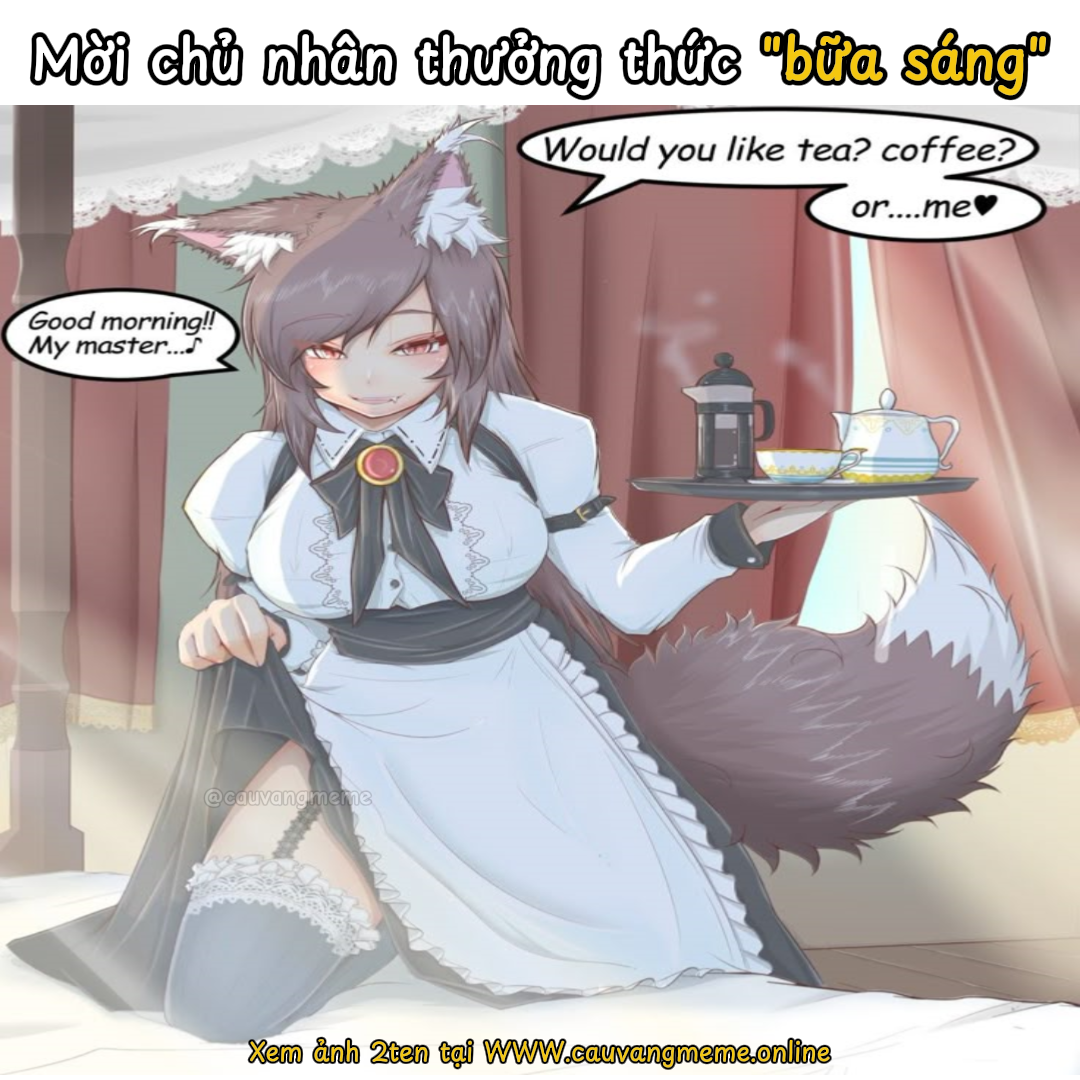 Mời chủ nhân thưởng thức "bữa sáng"
Would you like tea? coffee?
or....me♥
Good morning!!
My master...♪
@cauvangmeme
Xem ảnh 2ten tại WWW.cauvangmeme.online